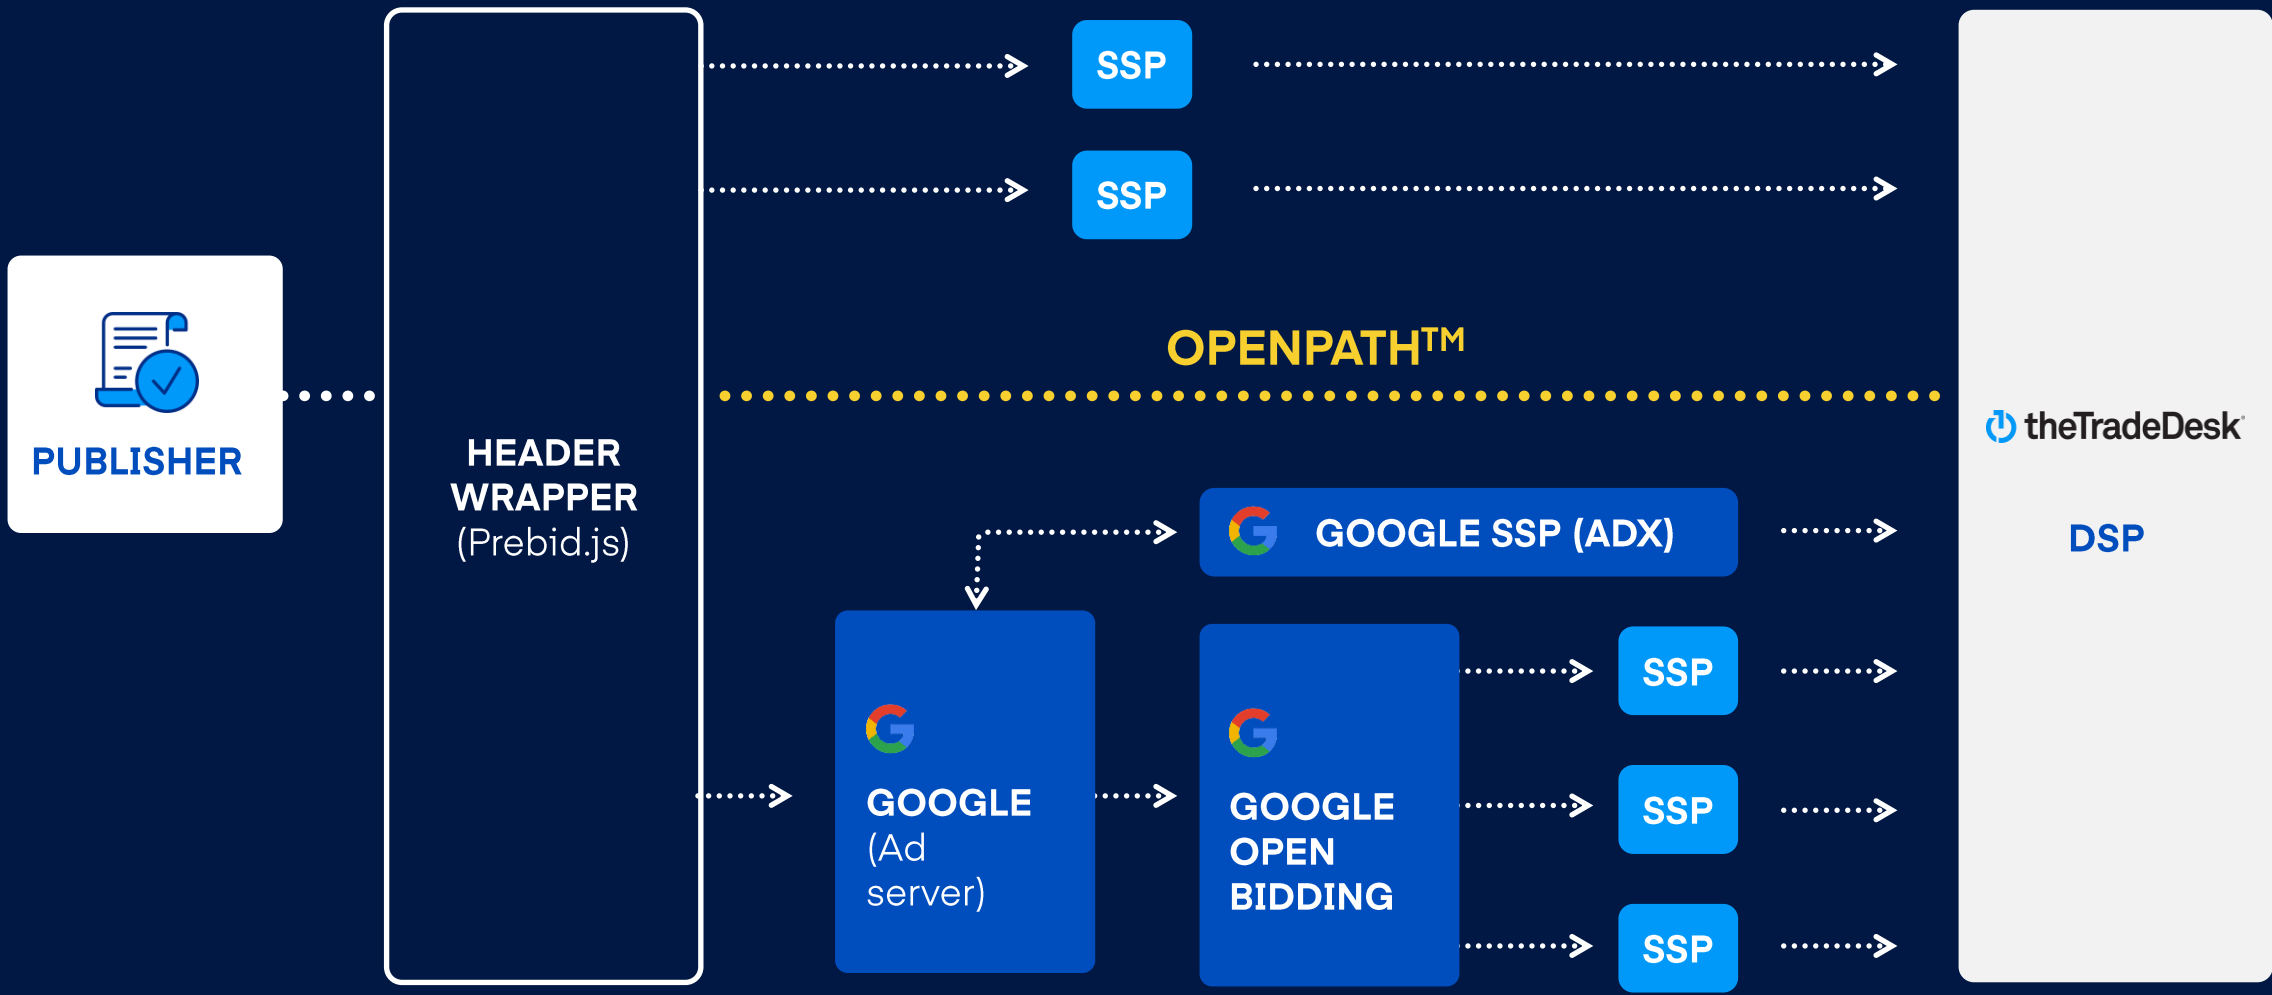 SSP
SSP
OPENPATH™
PUBLISHER
HEADER
WRAPPER
(Prebid.js)
theTradeDesk
DSP
GOOGLE SSP (ADX)
GOOGLE
(Ad
server)
GOOGLE
OPEN
BIDDING
SSP
SSP
SSP